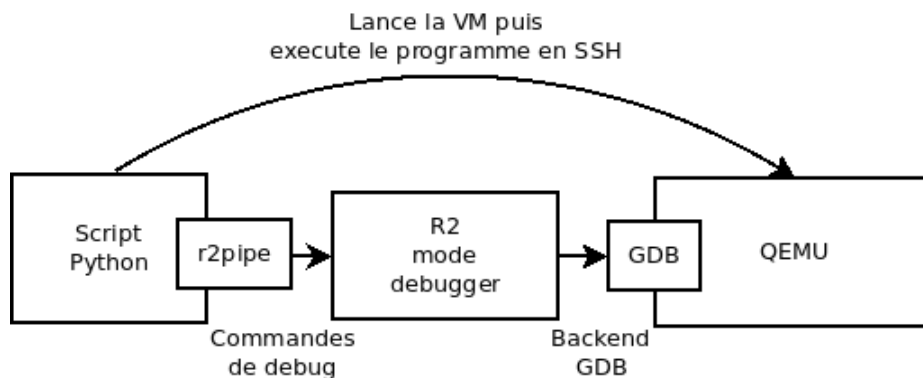 Lance la VM puis
execute le programme en SSH
Script
Python
r2pipe
R2
mode
debugger
GDB
QEMU
Commandes
de debug
Backend
GDB